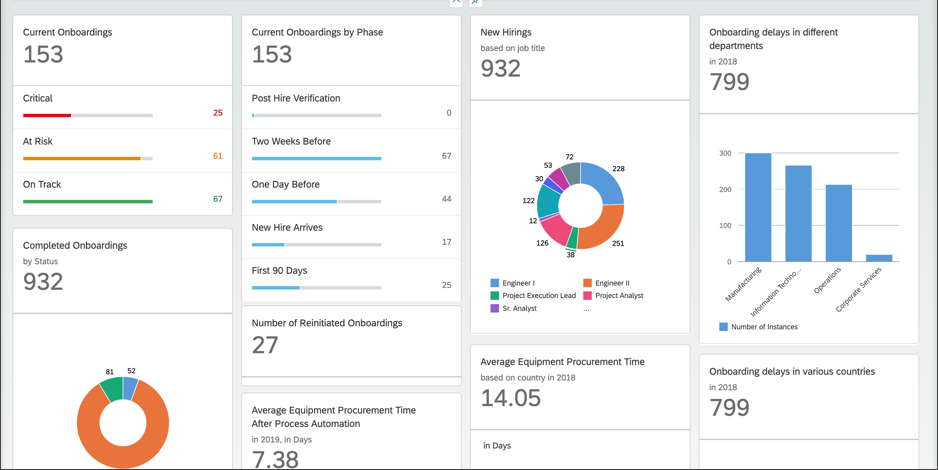 Current Onboardings
153
Critical
25
At Risk
61
On Track
67
Completed Onboardings
by Status
932
81
52
Current Onboardings by Phase
153
Post Hire Verification
0
Two Weeks Before
67
One Day Before
44
New Hire Arrives
17
First 90 Days
25
Number of Reinitiated Onboardings
27
Average Equipment Procurement Time
After Process Automation
in 2019, in Days
7.38
New Hirings
based on job title
932
72
53
228
30
122
12
126
251
38
Engineer I
Engineer II
Project Execution Lead
Project Analyst
Sr. Analyst
...
Average Equipment Procurement Time
based on country in 2018
14.05
in Days
Onboarding delays in different
departments
in 2018
799
300
200
100
0
Manufacturing
Information Techno...
Operations
Corporate Services
Number of Instances
Onboarding delays in various countries
in 2018
799